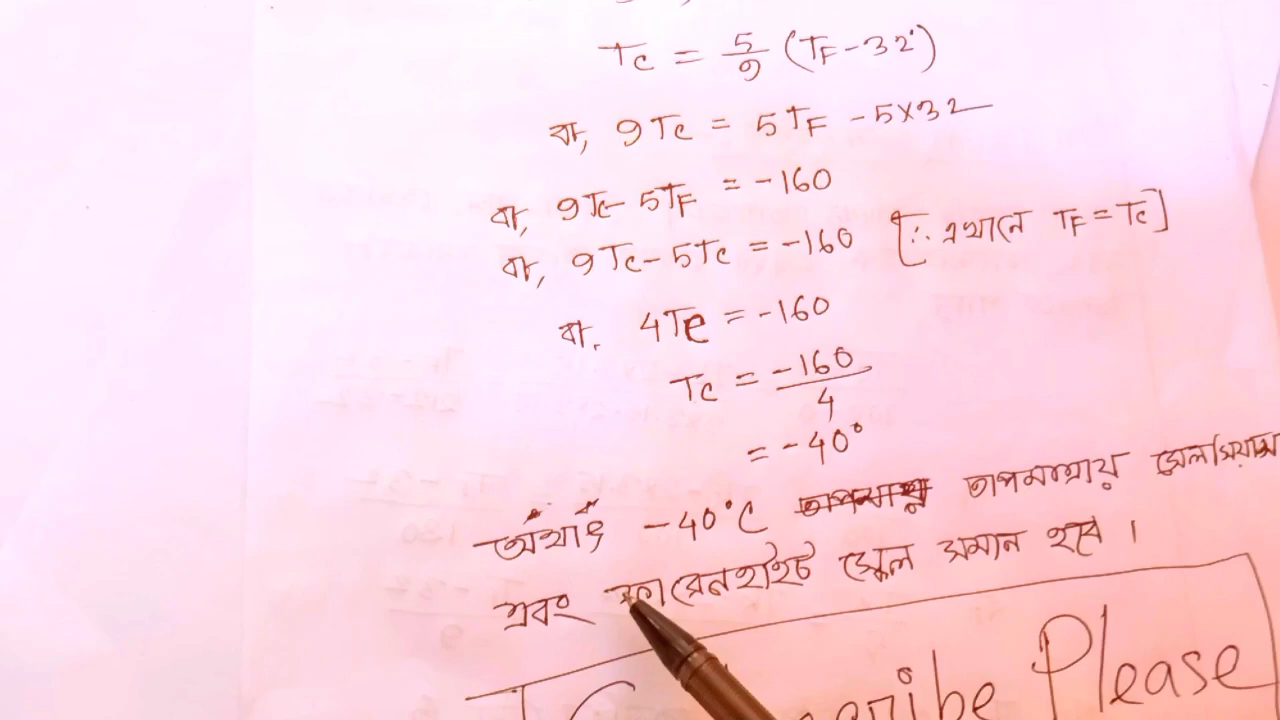 Tc = 5/9 (TF - 32°)
বা, 9Tc = 5TF - 5×32
বা, 9Tc - 5TF = -160
বা, 9Tc - 5Tc = -160 [∴ এখানে TF = Tc]
বা, 4Tc = -160
Tc = -160/4
= -40°
অর্থাৎ -40°C তাপমাত্রায় সেলসিয়াস
এবং ফারেনহাইট স্কেল সমান হবে।
Please